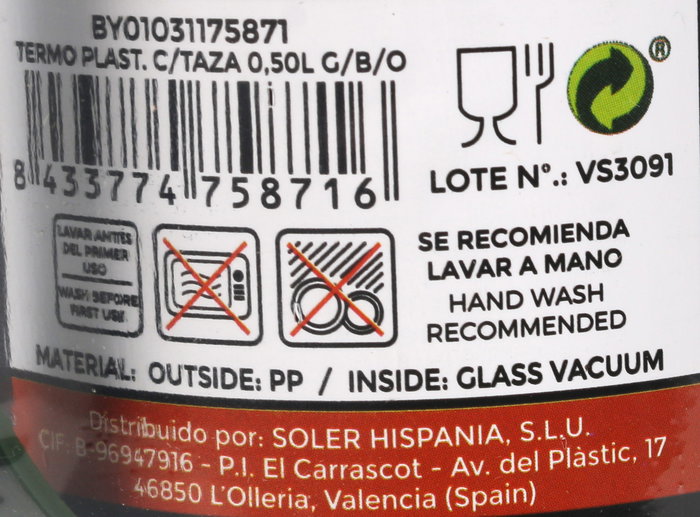 BY01031175871
TERMO PLAST. C/TAZA 0,50L G/B/O
8 433774 758716
®
LOTE Nº.: VS3091
LAVAR ANTES
DEL PRIMER
USO
WASH BEFORE
FIRST USE
SE RECOMIENDA
LAVAR A MANO
HAND WASH
RECOMMENDED
MATERIAL: OUTSIDE: PP / INSIDE: GLASS VACUUM
Distribuido por: SOLER HISPANIA, S.L.U.
CIF: B-96947916 - P.I. El Carrascot - Av. del Plàstic, 17
46850 L'Olleria, Valencia (Spain)